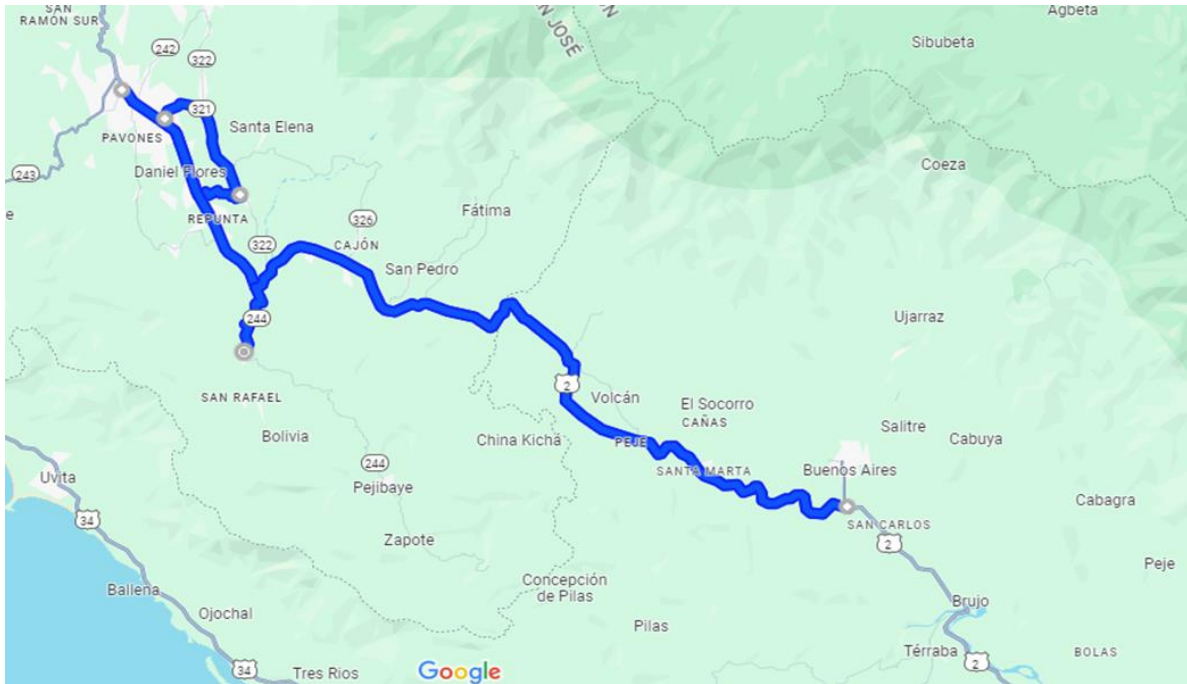 SAN
RAMÓN SUR
SAN JOSÉ
Agbeta
242
322
Sibubeta
321
Santa Elena
PAVONES
Coeza
Daniel Flores
243
REPUNTA
Fátima
326
322
CAJÓN
San Pedro
Ujarraz
244
2
Volcán
SAN RAFAEL
El Socorro
CAÑAS
Bolivia
China Kichá
PEJE
Salitre
Cabuya
244
SANTA MARTA
Buenos Aires
Uvita
Pejibaye
Cabagra
34
SAN CARLOS
Zapote
2
Peje
Concepción
de Pilas
Ballena
Brujo
Ojochal
Pilas
Térraba
BOLAS
34
Tres Rios
Google
2